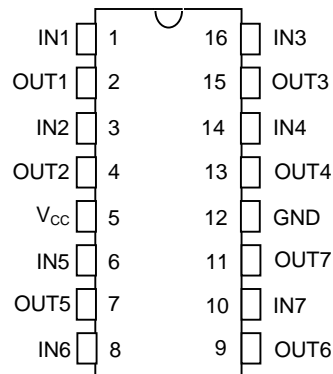 IN1 1 16 IN3
OUT1 2 15 OUT3
IN2 3 14 IN4
OUT2 4 13 OUT4
VCC 5 12 GND
IN5 6 11 OUT7
OUT5 7 10 IN7
IN6 8 9 OUT6